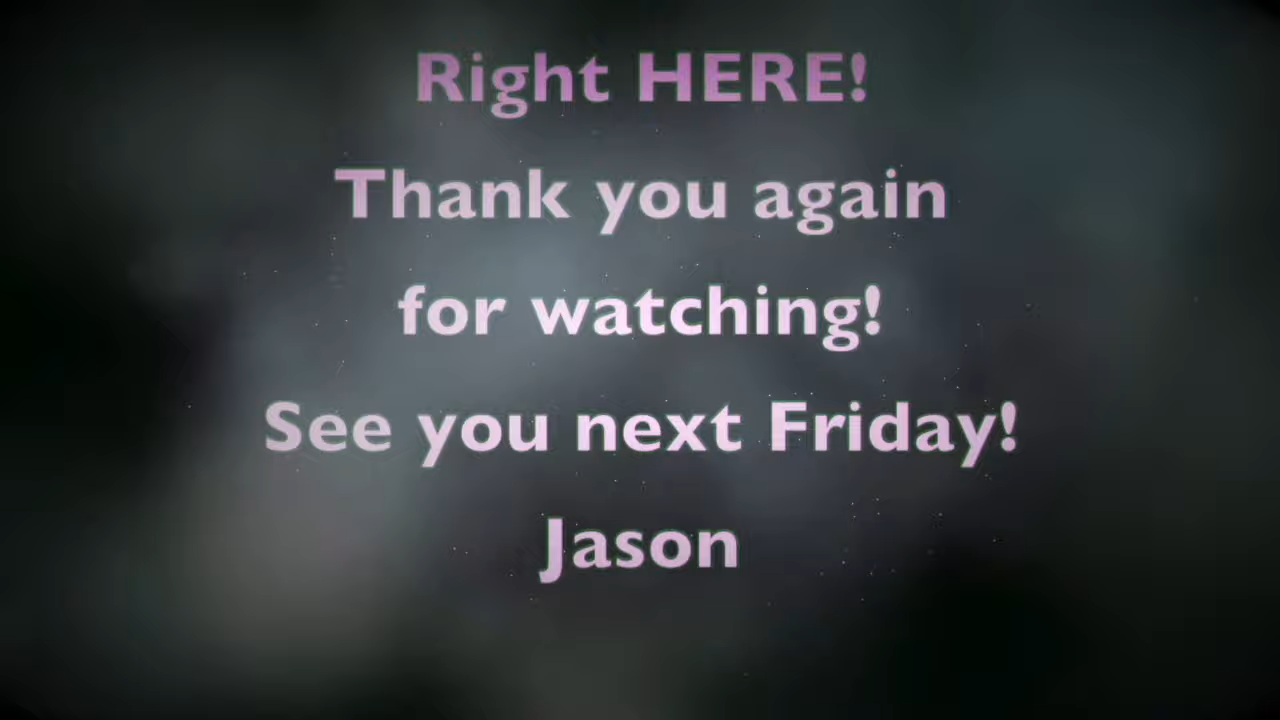 Right HERE!
Thank you again
for watching!
See you next Friday!
Jason